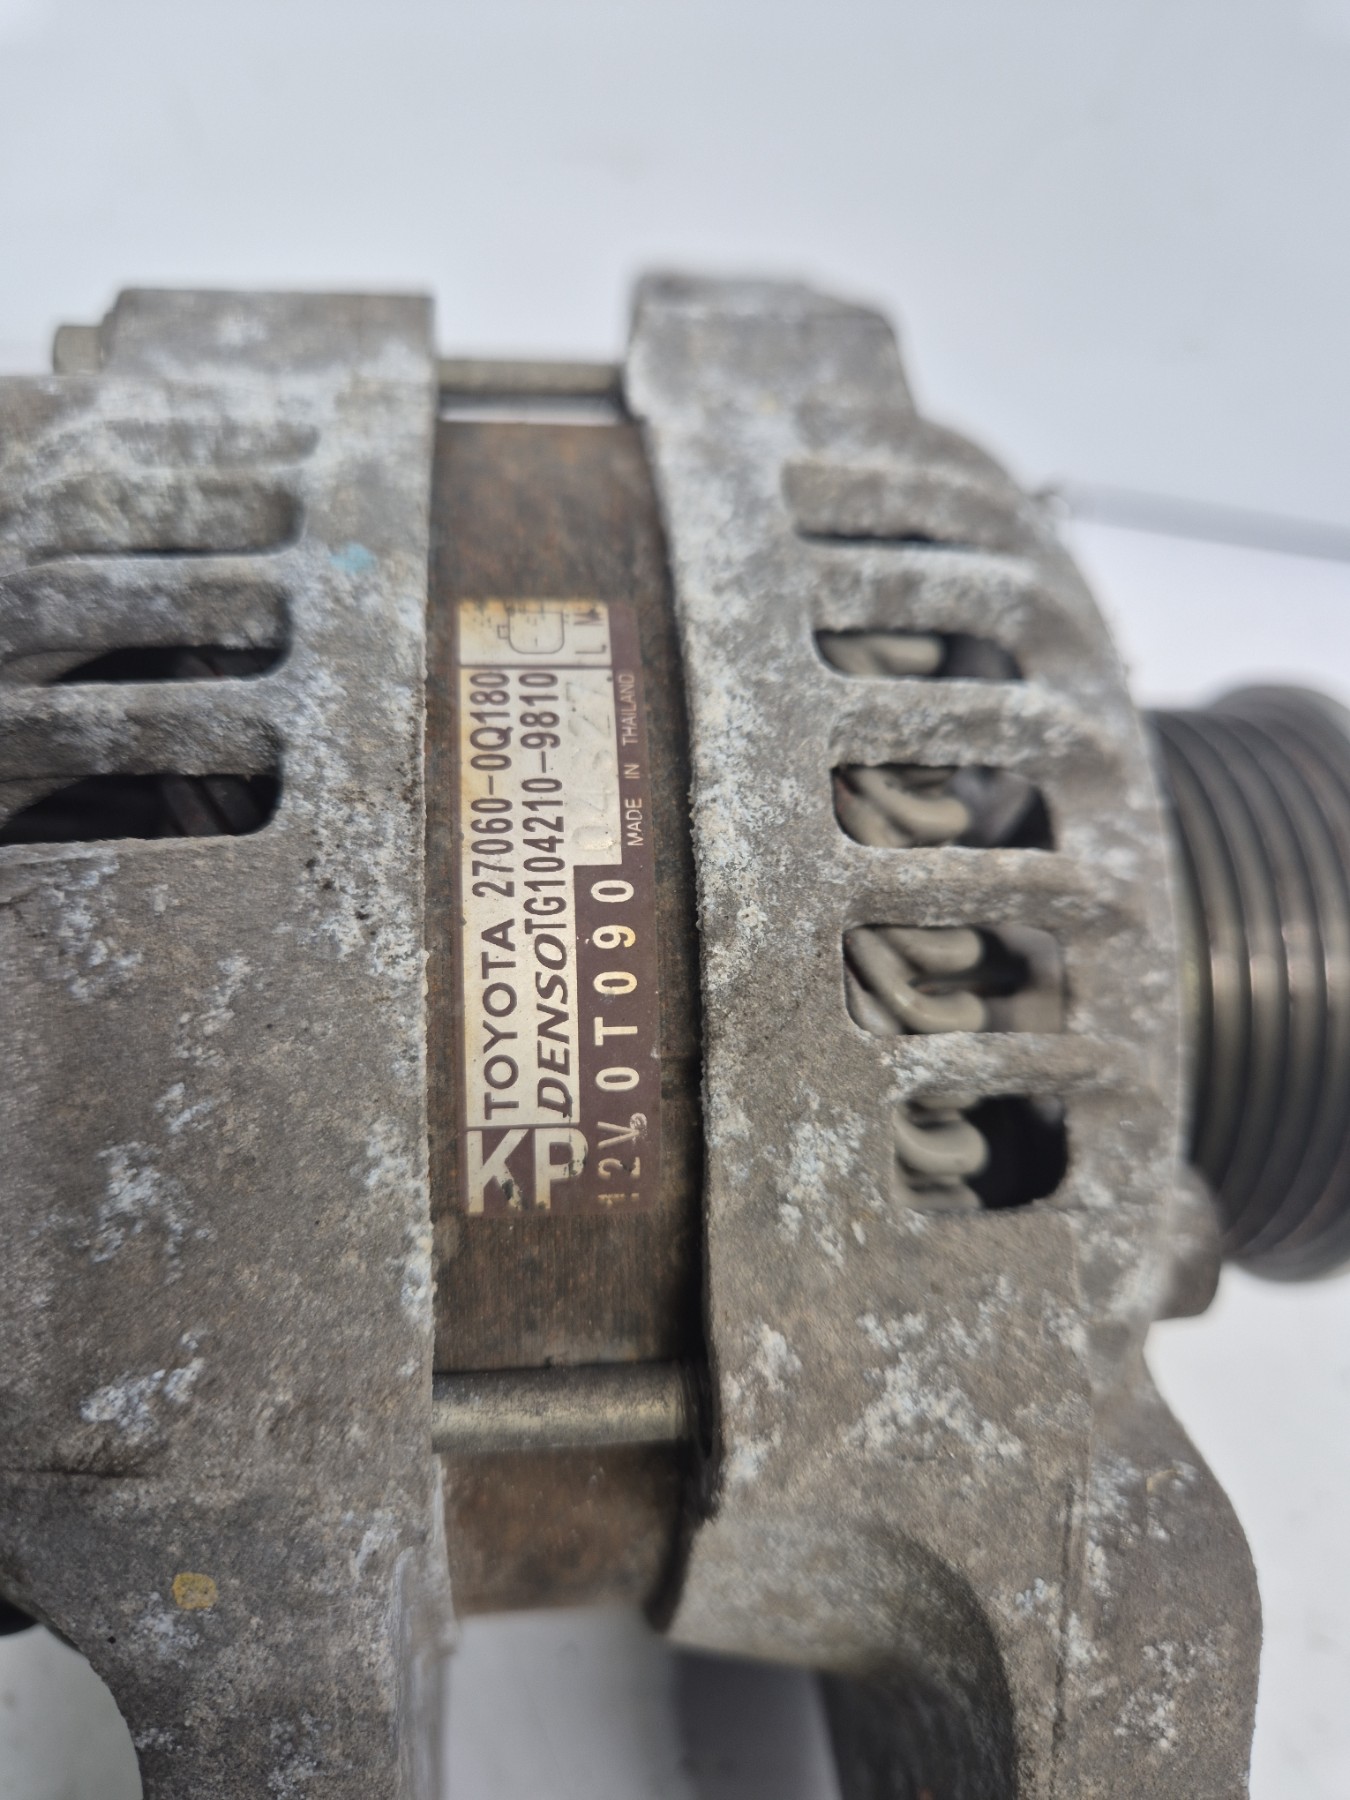 KP
TOYOTA 27060-0Q180
DENSO TG104210-9810
12V 0T090
MADE IN THAILAND
L